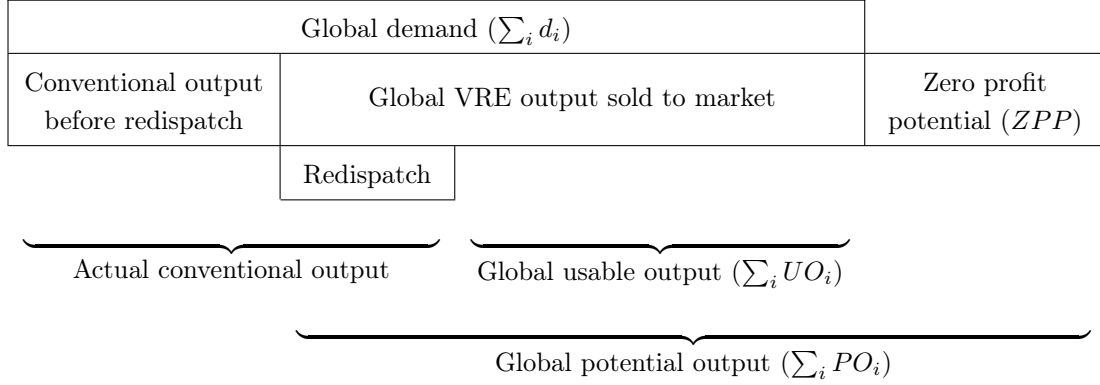 Global demand (∑_i d_i)
Conventional output
before redispatch
Global VRE output sold to market
Zero profit
potential (ZPP)
Redispatch
Actual conventional output
Global usable output (∑_i UO_i)
Global potential output (∑_i PO_i)